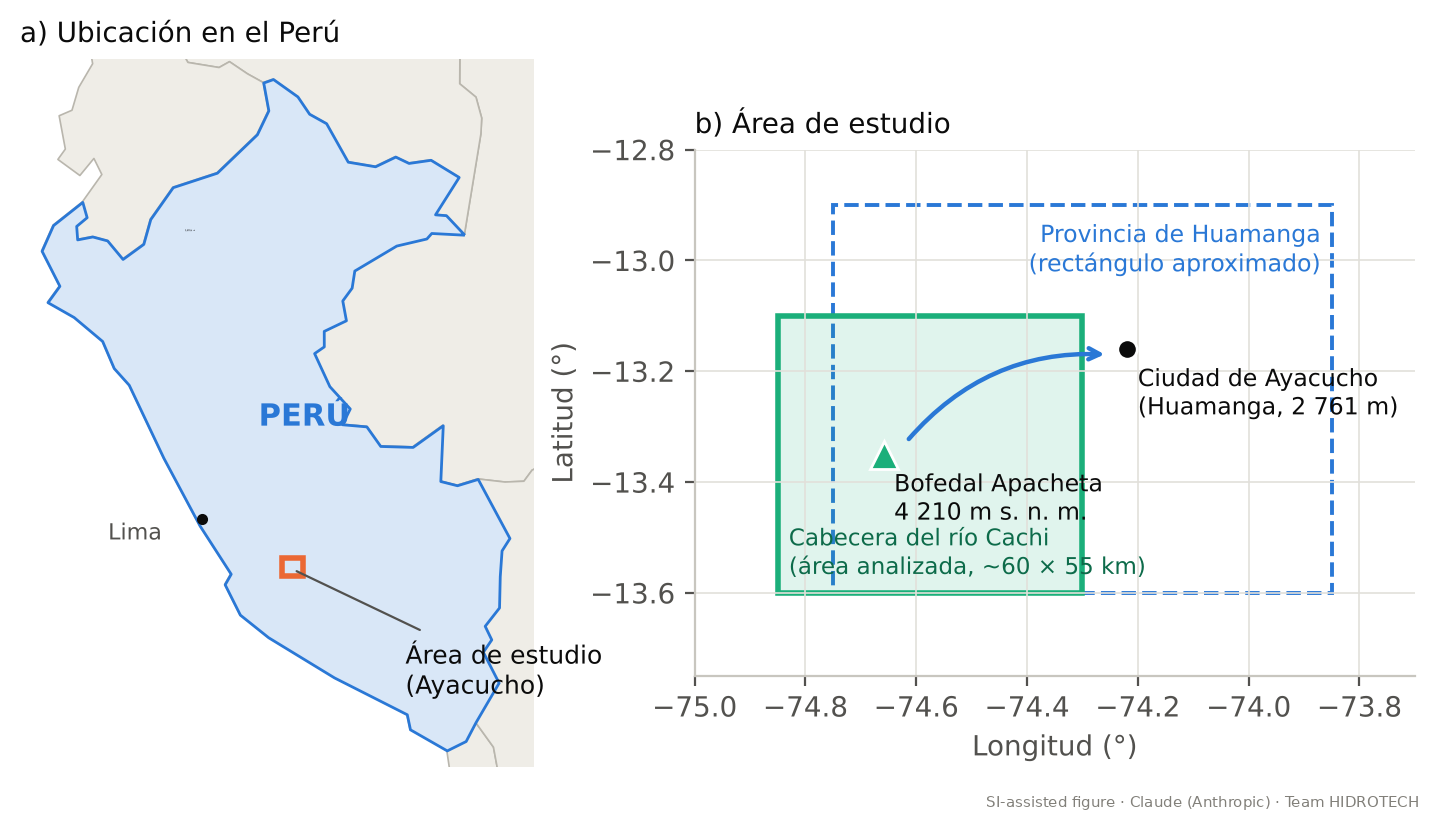 a) Ubicación en el Perú
PERÚ
Lima
Área de estudio
(Ayacucho)
b) Área de estudio
Latitud (°)
−12.8
−13.0
−13.2
−13.4
−13.6
Provincia de Huamanga
(rectángulo aproximado)
Ciudad de Ayacucho
(Huamanga, 2 761 m)
Bofedal Apacheta
4 210 m s. n. m.
Cabecera del río Cachi
(área analizada, ~60 × 55 km)
−75.0 −74.8 −74.6 −74.4 −74.2 −74.0 −73.8
Longitud (°)
SI-assisted figure · Claude (Anthropic) · Team HIDROTECH